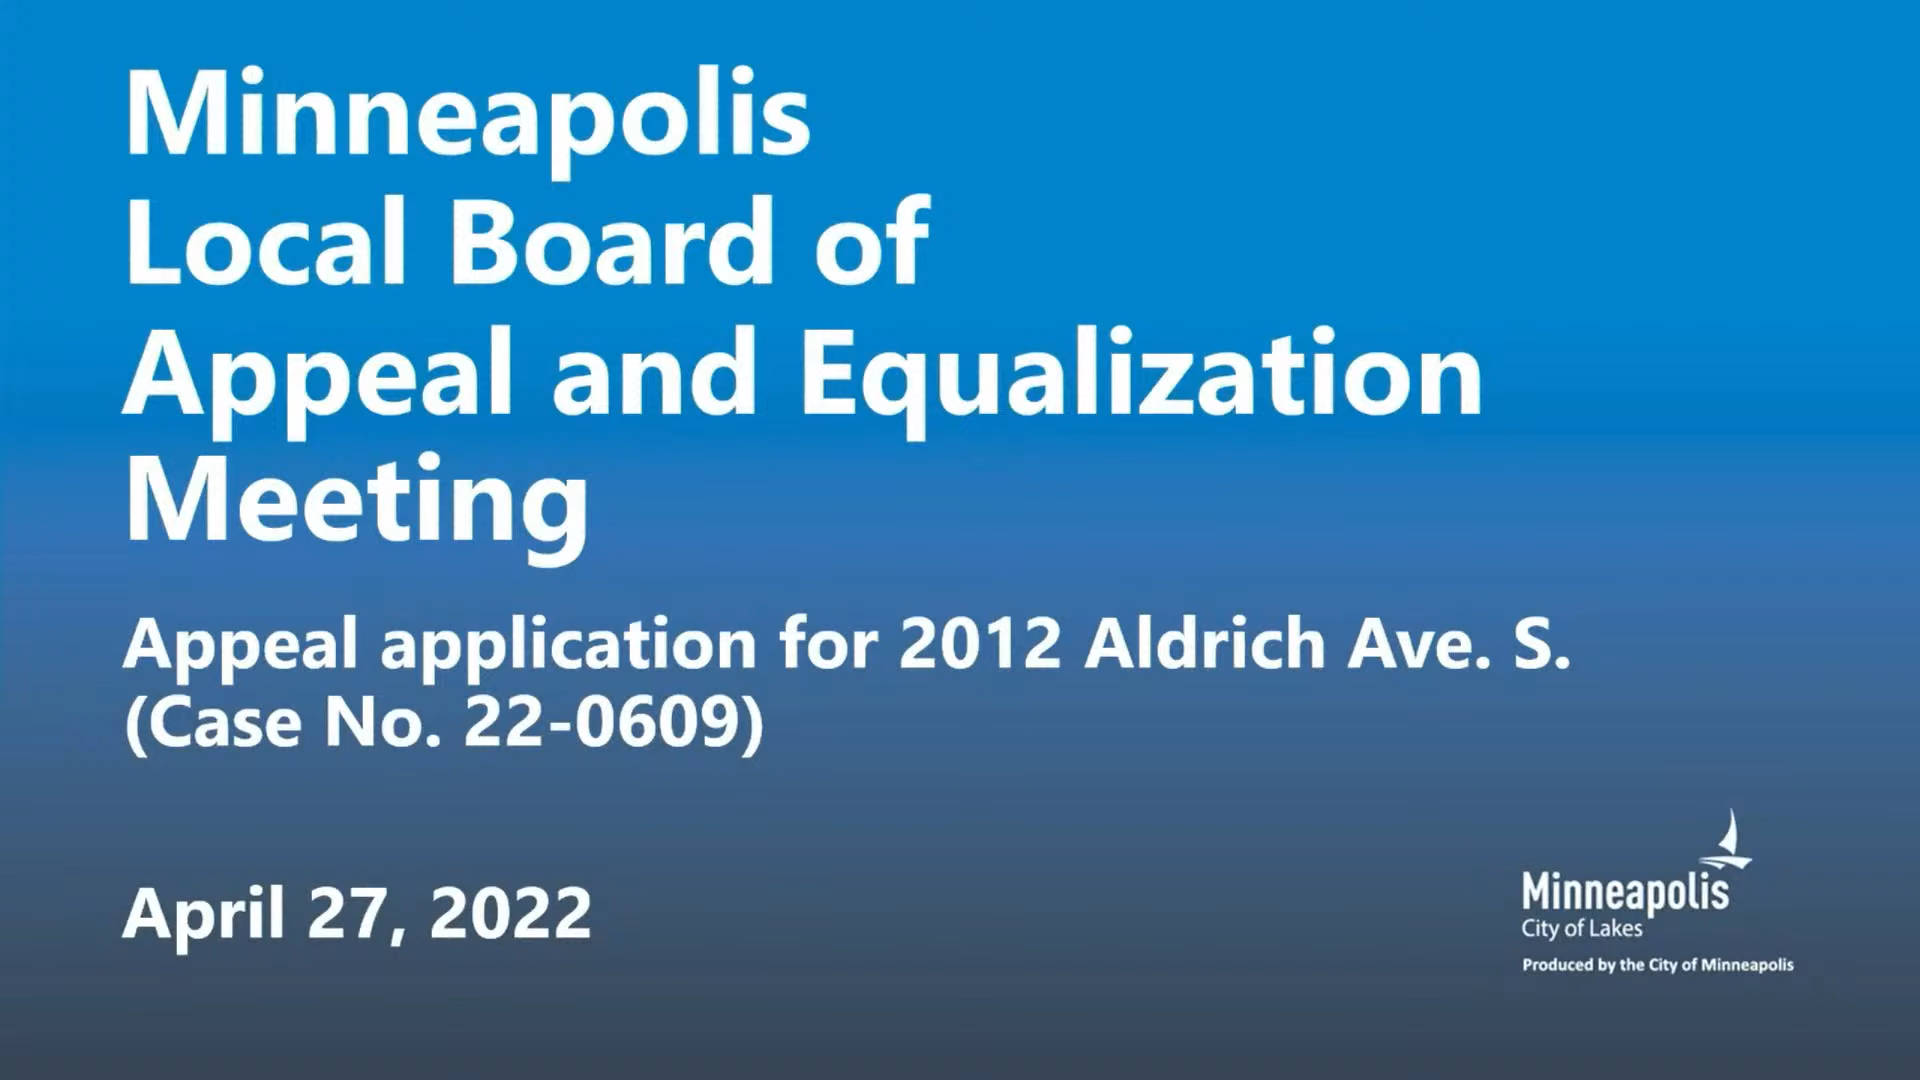 Minneapolis
Local Board of
Appeal and Equalization
Meeting
Appeal application for 2012 Aldrich Ave. S.
(Case No. 22-0609)
April 27, 2022
Minneapolis
City of Lakes
Produced by the City of Minneapolis